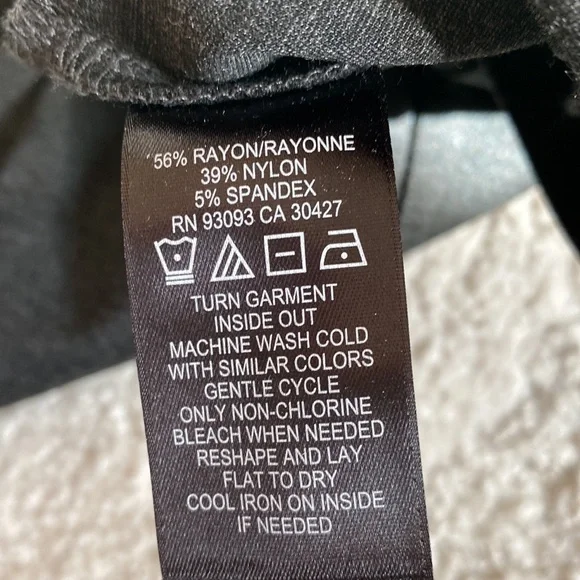 56% RAYON/RAYONNE
39% NYLON
5% SPANDEX
RN 93093 CA 30427
TURN GARMENT
INSIDE OUT
MACHINE WASH COLD
WITH SIMILAR COLORS
GENTLE CYCLE
ONLY NON-CHLORINE
BLEACH WHEN NEEDED
RESHAPE AND LAY
FLAT TO DRY
COOL IRON ON INSIDE
IF NEEDED